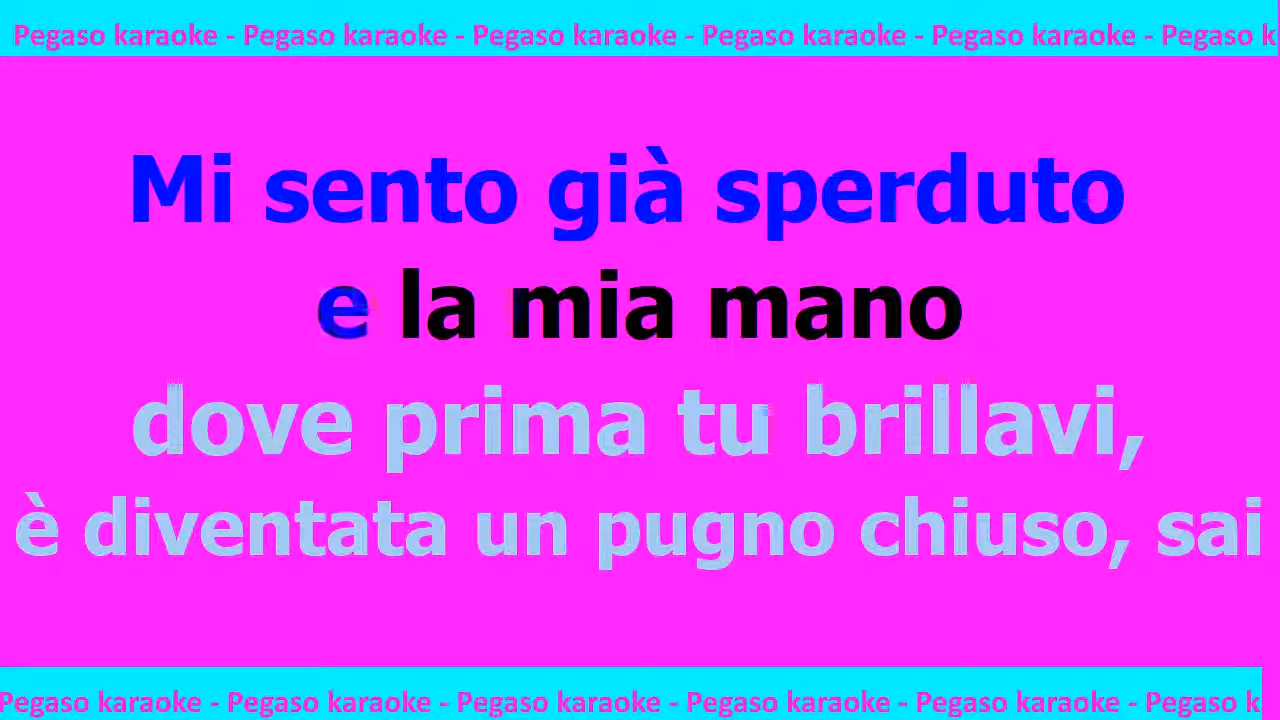 Pegaso karaoke - Pegaso karaoke - Pegaso karaoke - Pegaso karaoke - Pegaso karaoke - Pegaso k
Mi sento già sperduto
e la mia mano
dove prima tu brillavi,
è diventata un pugno chiuso, sai
Pegaso karaoke - Pegaso karaoke - Pegaso karaoke - Pegaso karaoke - Pegaso karaoke - Pegaso k